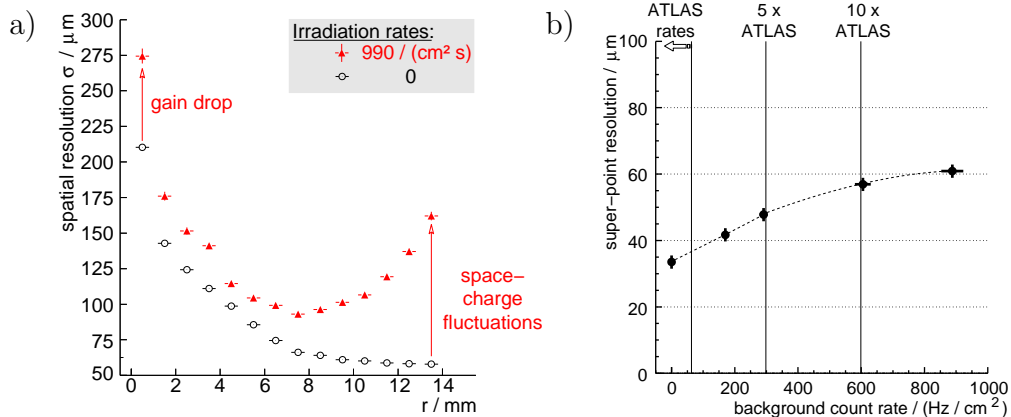 a)
spatial resolution σ / μm
300
275
250
225
200
175
150
125
100
75
50
Irradiation rates:
990 / (cm² s)
0
gain drop
space–
charge
fluctuations
0 2 4 6 8 10 12 14
r / mm
b)
ATLAS
rates
5 x
ATLAS
10 x
ATLAS
super–point resolution / μm
100
80
60
40
20
0
0 200 400 600 800 1000
background count rate / (Hz / cm²)